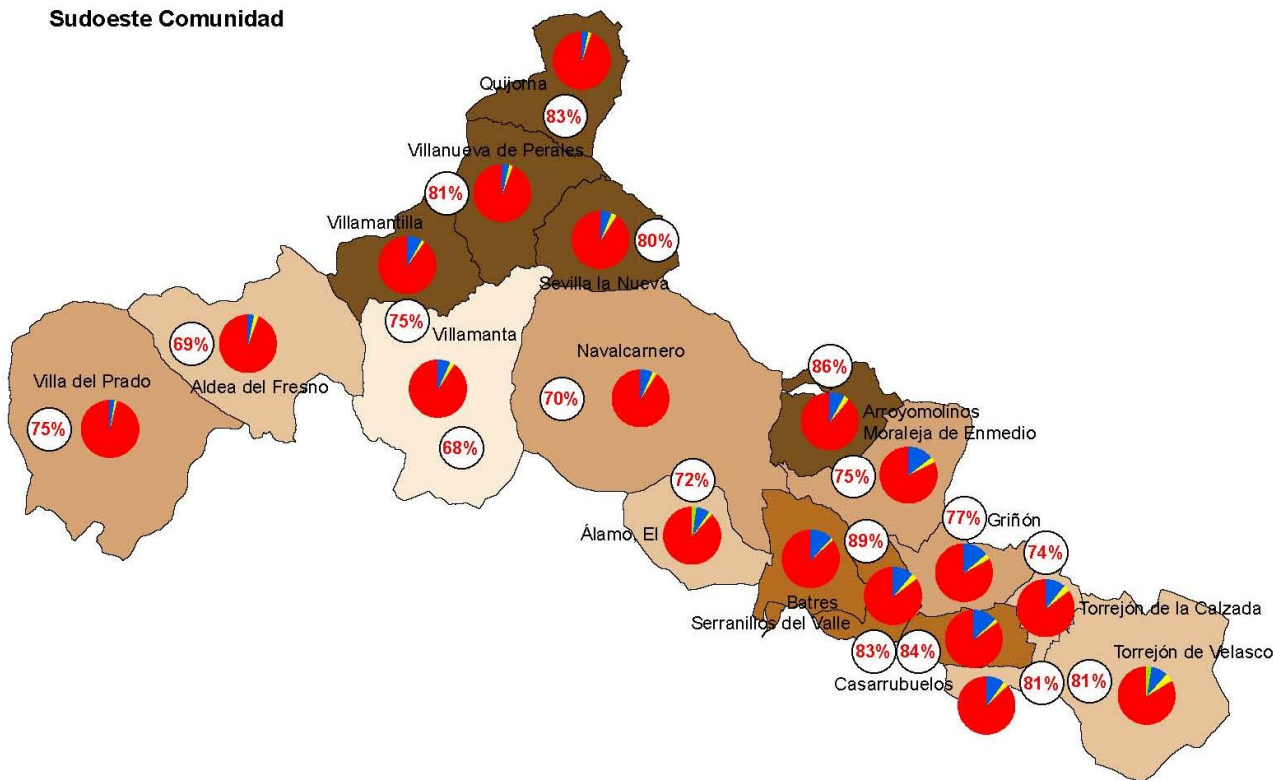 Sudoeste Comunidad
Quijorna
83%
Villanueva de Perales
81%
Villamantilla
80%
Sevilla la Nueva
75%
Villamanta
69%
Navalcarnero
86%
Villa del Prado
Aldea del Fresno
70%
Arroyomolinos
75%
Moraleja de Enmedio
68%
75%
72%
77%
Griñón
Álamo, El
89%
74%
Batres
Torrejón de la Calzada
Serranillos del Valle
83%
84%
Torrejón de Velasco
Casarrubuelos
81%
81%